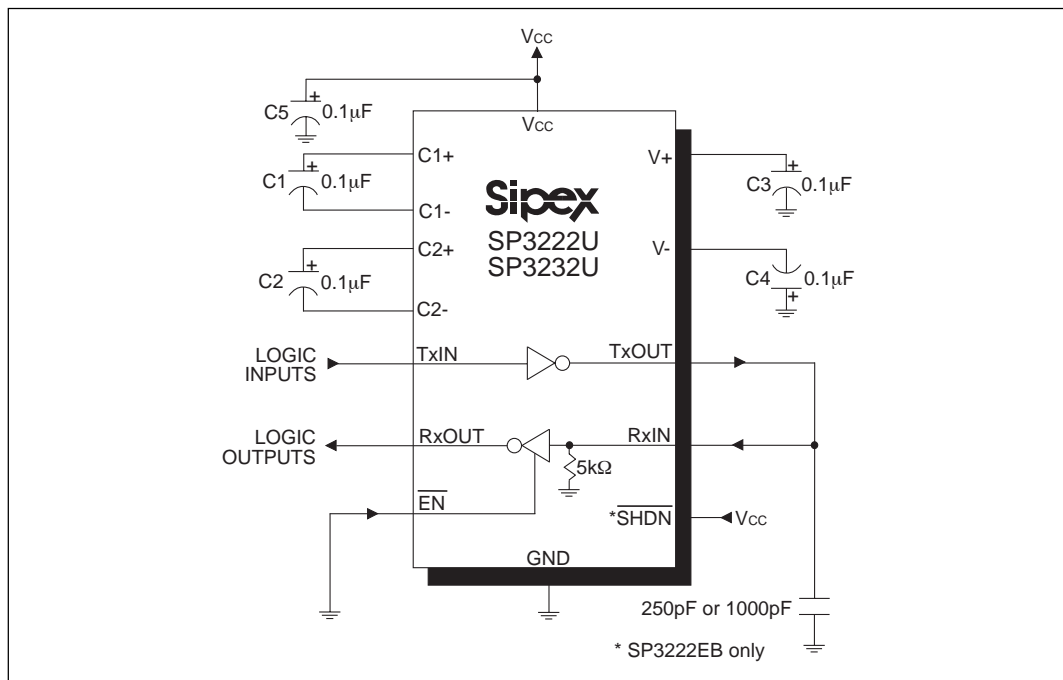 VCC
C5
+
0.1µF
VCC
C1+
V+
C1
+
0.1µF
C3
+
0.1µF
C1-
Sipex
SP3222U
SP3232U
C2+
V-
C2
+
0.1µF
C4
0.1µF
+
C2-
LOGIC
INPUTS
TxIN
TxOUT
LOGIC
OUTPUTS
RxOUT
RxIN
5kΩ
EN
*SHDN
VCC
GND
250pF or 1000pF
* SP3222EB only